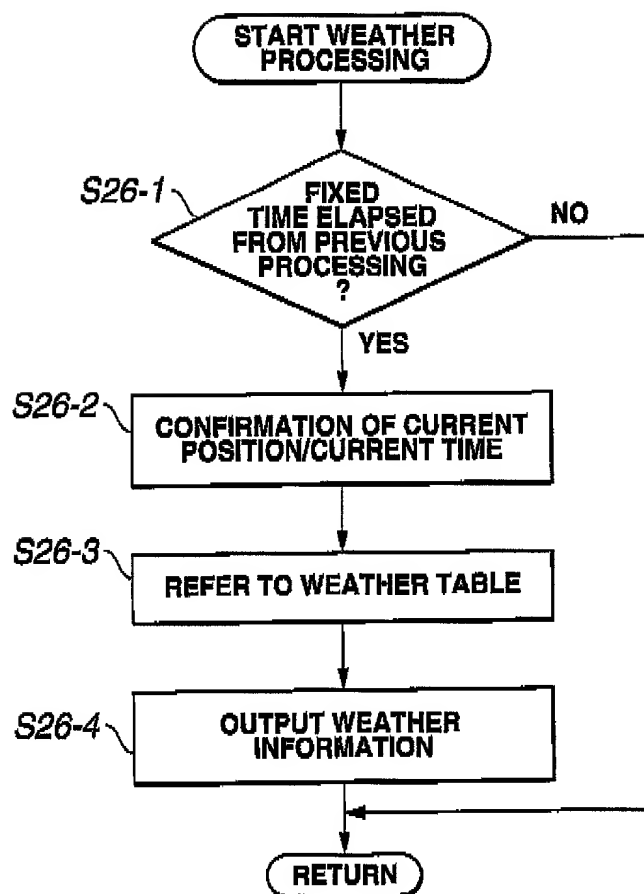 START WEATHER
PROCESSING
S26-1
FIXED
TIME ELAPSED
FROM PREVIOUS
PROCESSING
?
NO
YES
S26-2
CONFIRMATION OF CURRENT
POSITION/CURRENT TIME
S26-3
REFER TO WEATHER TABLE
S26-4
OUTPUT WEATHER
INFORMATION
RETURN